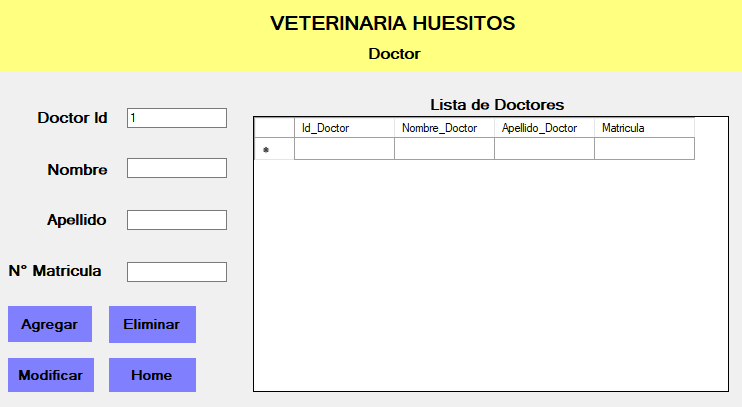 VETERINARIA HUESITOS
Doctor
Doctor Id 1
Nombre
Apellido
N° Matricula
Agregar Eliminar
Modificar Home
Lista de Doctores
Id_Doctor Nombre_Doctor Apellido_Doctor Matricula
*